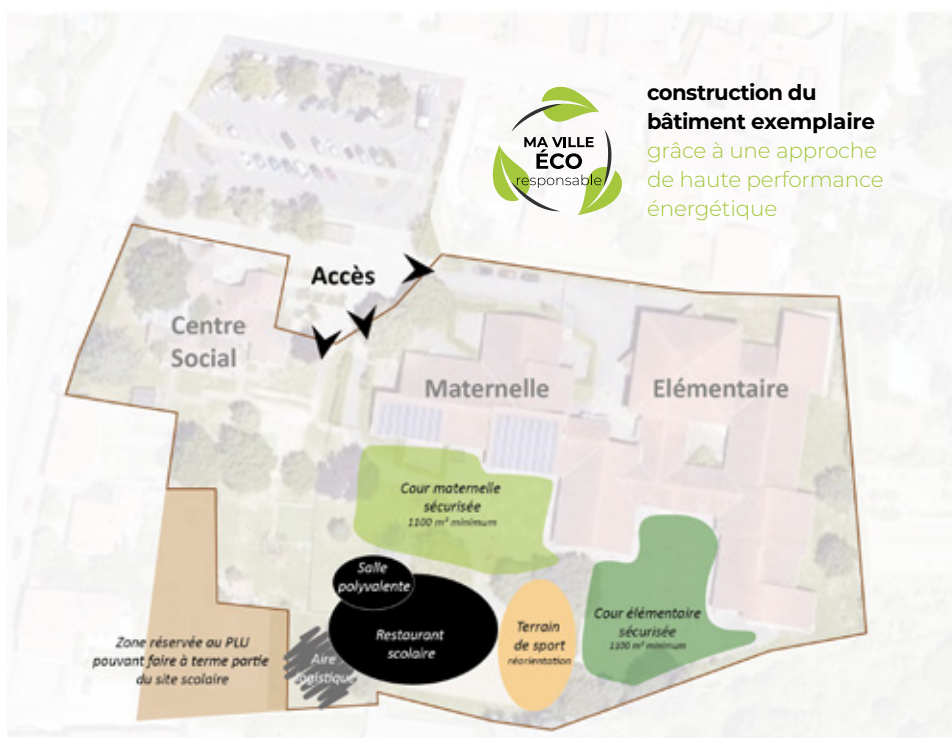 MA VILLE
ÉCO
responsable
construction du
bâtiment exemplaire
grâce à une approche
de haute performance
énergétique
Accès
Centre
Social
Maternelle
Elémentaire
Cour maternelle
sécurisée
1100 m² minimum
Salle
polyvalente
Restaurant
scolaire
Terrain
de sport
réorientation
Cour élémentaire
sécurisée
1100 m² minimum
Zone réservée au PLU
pouvant faire à terme partie
du site scolaire
Aire
logistique